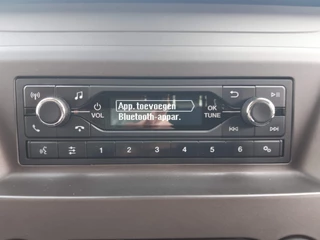 App. toevoegen
Bluetooth-appar.
VOL
OK
TUNE
1 2 3 4 5 6